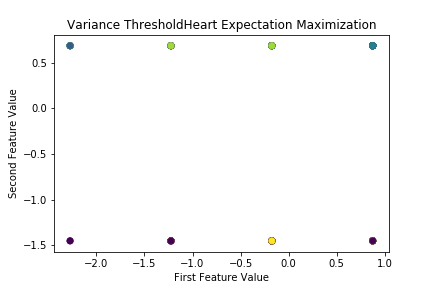 Variance ThresholdHeart Expectation Maximization
Second Feature Value
0.5
0.0
−0.5
−1.0
−1.5
−2.0 −1.5 −1.0 −0.5 0.0 0.5 1.0
First Feature Value